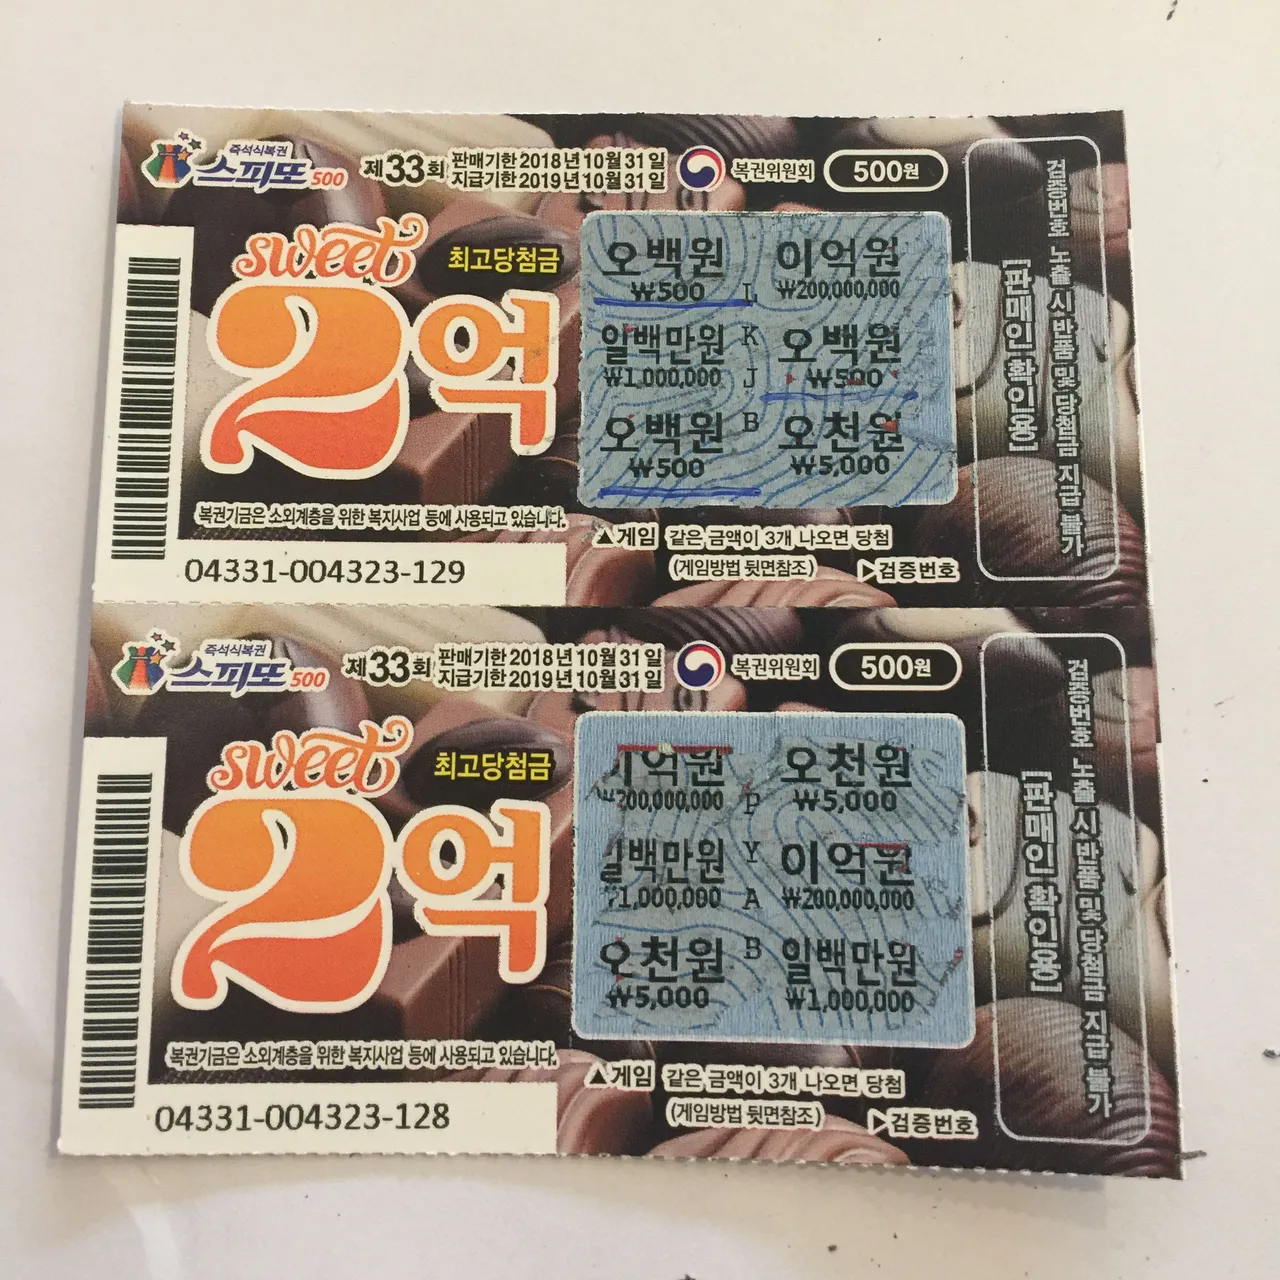 즉석식복권
스피또 500
제33회
판매기한 2018년 10월 31일
지급기한 2019년 10월 31일
복권위원회
500원
sweet
최고당첨금
2억
오백원
₩500
이억원
₩200,000,000
L
일백만원
₩1,000,000
K
J
오백원
₩500
오백원
₩500
B
오천원
₩5,000
복권기금은 소외계층을 위한 복지사업 등에 사용되고 있습니다.
04331-004323-129
▲게임 같은 금액이 3개 나오면 당첨
(게임방법 뒷면참조)
▷검증번호
검증번호 노출 시 반품 및 당첨금 지급 불가
[판매인 확인용]
즉석식복권
스피또 500
제33회
판매기한 2018년 10월 31일
지급기한 2019년 10월 31일
복권위원회
500원
sweet
최고당첨금
2억
이억원
₩200,000,000
P
오천원
₩5,000
일백만원
₩1,000,000
Y
A
이억원
₩200,000,000
오천원
₩5,000
B
일백만원
₩1,000,000
복권기금은 소외계층을 위한 복지사업 등에 사용되고 있습니다.
04331-004323-128
▲게임 같은 금액이 3개 나오면 당첨
(게임방법 뒷면참조)
▷검증번호
검증번호 노출 시 반품 및 당첨금 지급 불가
[판매인 확인용]